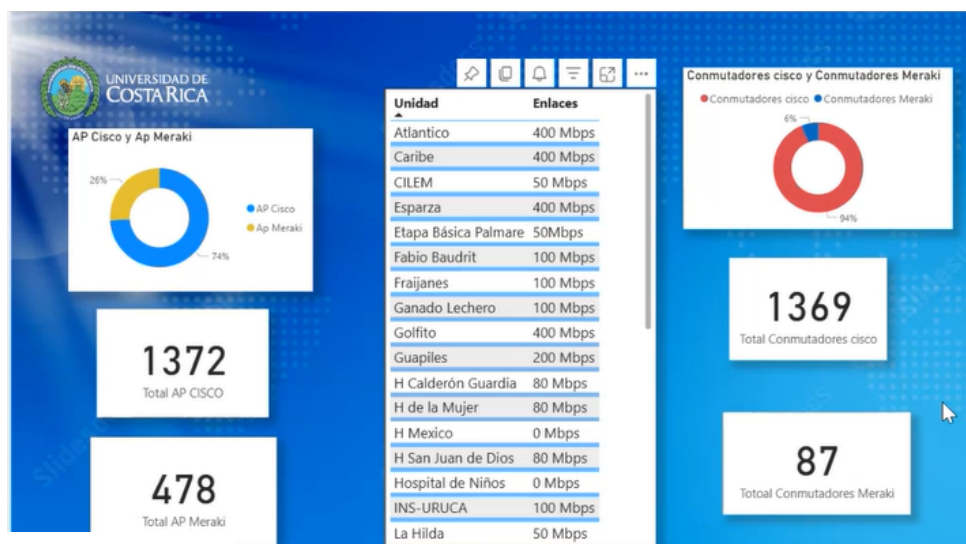 UNIVERSIDAD DE
COSTA RICA
AP Cisco y Ap Meraki
26%
74%
AP Cisco
Ap Meraki
1372
Total AP CISCO
478
Total AP Meraki
Unidad Enlaces
Atlantico 400 Mbps
Caribe 400 Mbps
CILEM 50 Mbps
Esparza 400 Mbps
Etapa Básica Palmare 50Mbps
Fabio Baudrit 100 Mbps
Fraijanes 100 Mbps
Ganado Lechero 100 Mbps
Golfito 400 Mbps
Guapiles 200 Mbps
H Calderón Guardia 80 Mbps
H de la Mujer 80 Mbps
H Mexico 0 Mbps
H San Juan de Dios 80 Mbps
Hospital de Niños 0 Mbps
INS-URUCA 100 Mbps
La Hilda 50 Mbps
Conmutadores cisco y Conmutadores Meraki
Conmutadores cisco Conmutadores Meraki
6%
94%
1369
Total Conmutadores cisco
87
Totoal Conmutadores Meraki